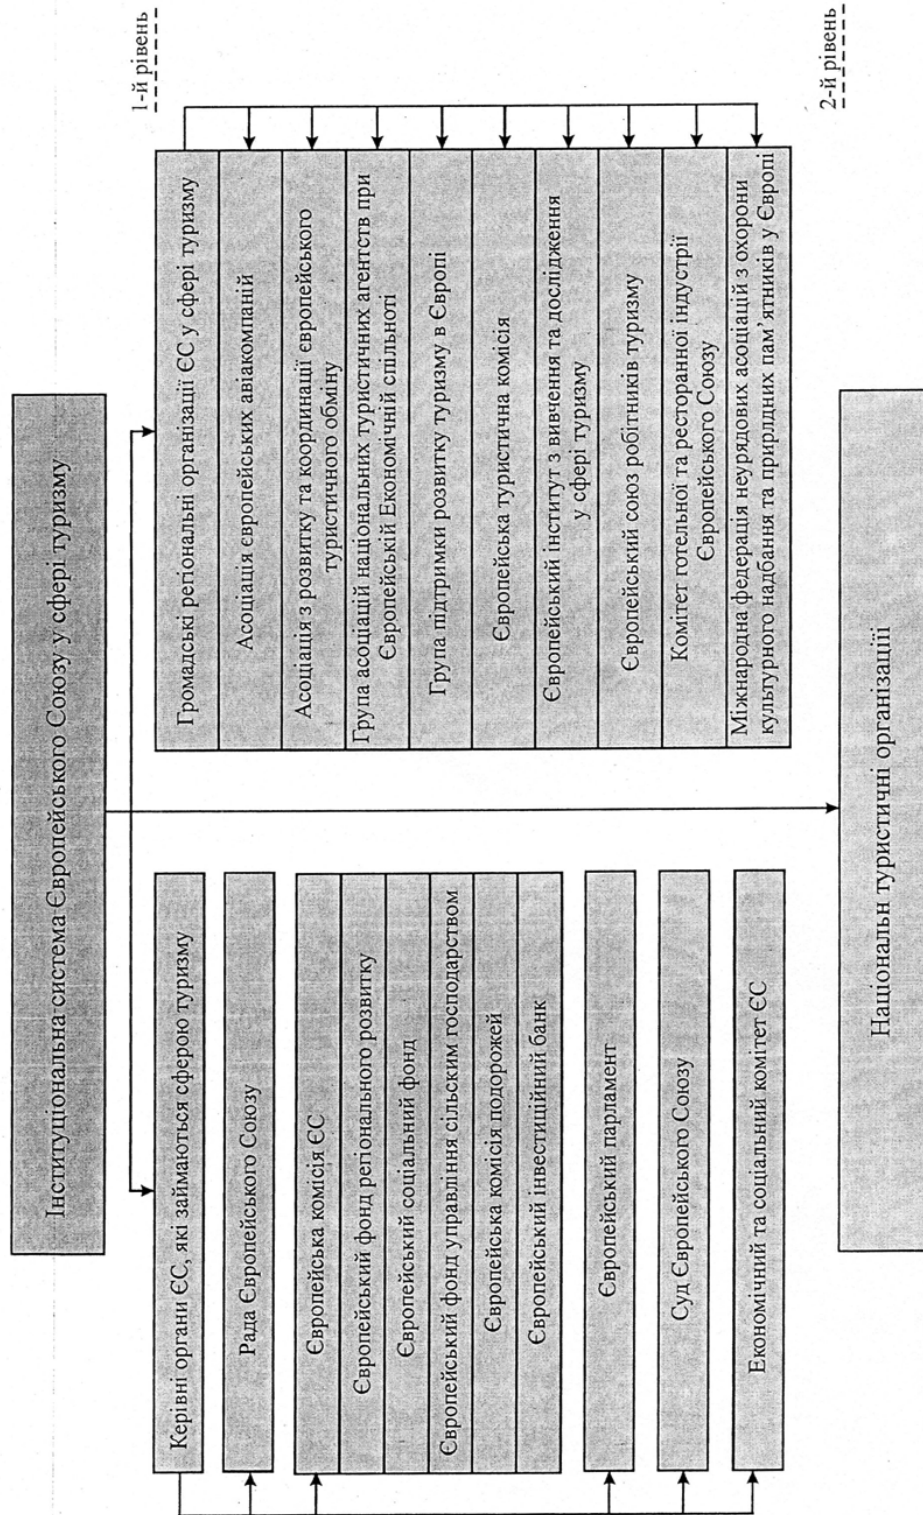 Інституціональна система Європейського Союзу у сфері туризму
1-й рівень
Керівні органи ЄС, які займаються сферою туризму
Рада Європейського Союзу
Європейська комісія ЄС
Європейський фонд регіонального розвитку
Європейський соціальний фонд
Європейський фонд управління сільским господарством
Європейська комісія подорожей
Європейський інвестиційний банк
Європейський парламент
Суд Європейського Союзу
Економічний та соціальний комітет ЄС
Громадські регіональні організації ЄС у сфері туризму
Асоціація європейських авіакомпаній
Асоціація з розвитку та координації європейського
туристичного обміну
Група асоціацій національних туристичних агентств при
Європейській Економічній спільноті
Група підтримки розвитку туризму в Європі
Європейська туристична комісія
Європейський інститут з вивчення та дослідження
у сфері туризму
Європейський союз робітників туризму
Комітет готельної та ресторанної індустрії
Європейського Союзу
Міжнародна федерація неурядових асоціацій з охорони
культурного надбання та прирлдних пам’ятників у Європі
2-й рівень
Національн туристичні організації